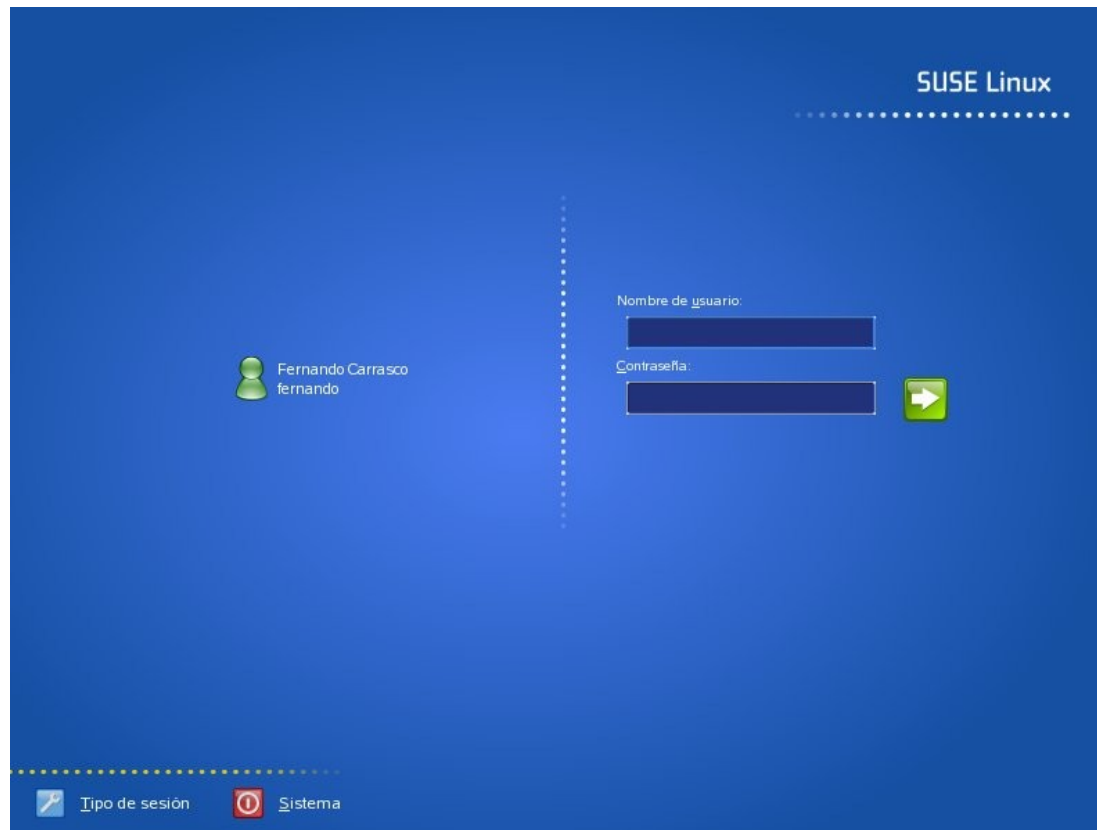 SUSE Linux
Fernando Carrasco
fernando
Nombre de usuario:
Contraseña:
Tipo de sesión
Sistema